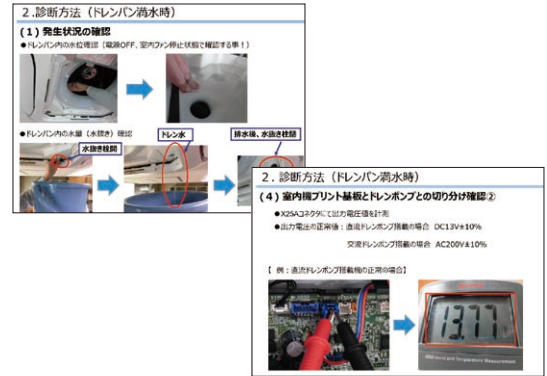 ２.診断方法（ドレンパン満水時）
（１）発生状況の確認
●ドレンパン内の水位確認（電源OFF、室内ファン停止状態で確認する事！）
●ドレンパン内の水量（水抜き）確認
水抜き栓開
ドレン水
排水後、水抜き栓閉
２．診断方法（ドレンパン満水時）
（４）室内機プリント基板とドレンポンプとの切り分け確認②
●X25Aコネクタにて出力電圧値を計測
●出力電圧の正常値：直流ドレンポンプ搭載の場合　DC13V±10%
交流ドレンポンプ搭載の場合　AC200V±10%
【 例：直流ドレンポンプ搭載機の正常の場合】
13.77